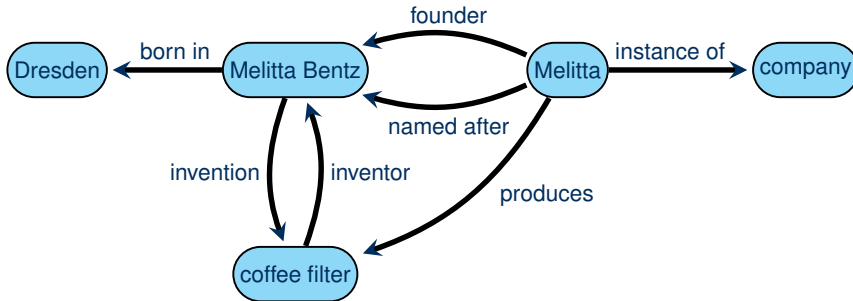 founder
born in
instance of
Dresden
Melitta Bentz
Melitta
company
named after
invention
inventor
produces
coffee filter